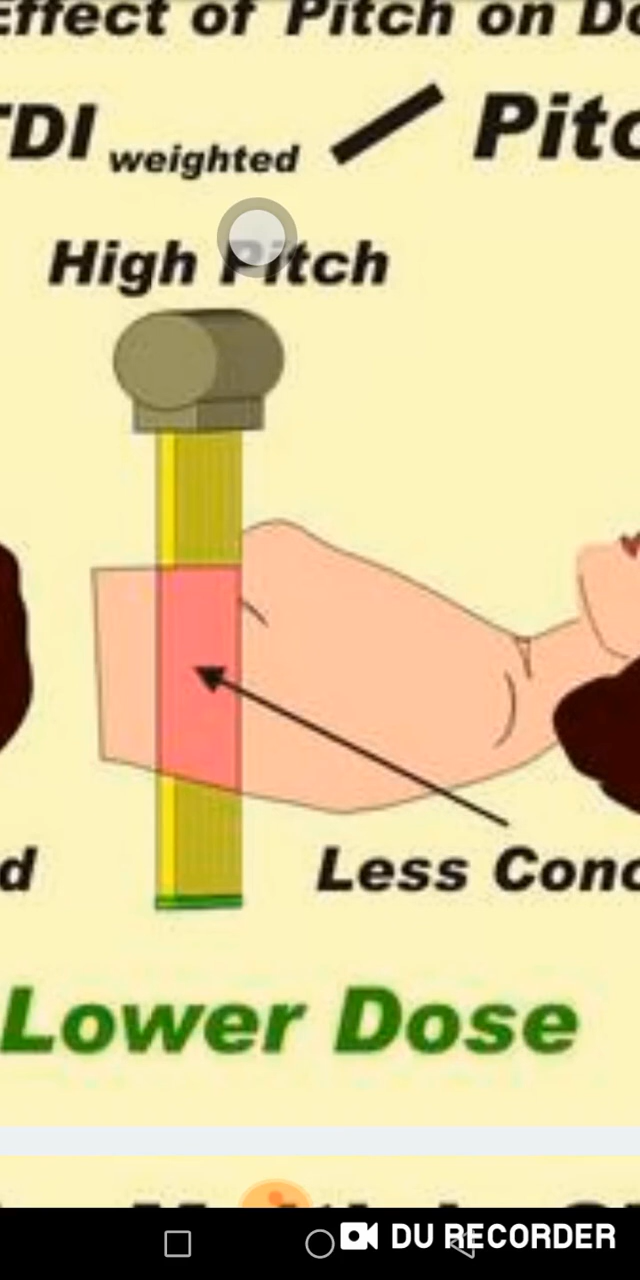 Effect of Pitch on Do
TDI weighted / Pitc
High Pitch
d
Less Conc
Lower Dose
DU RECORDER